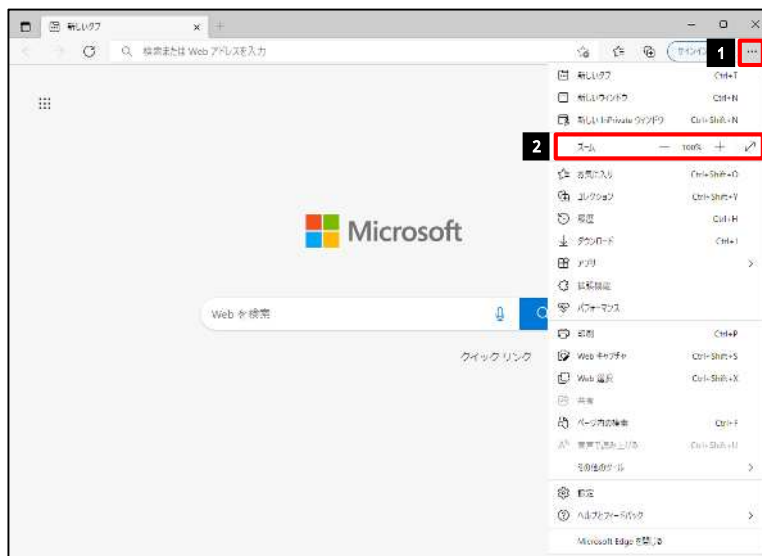 新しいタブ
検索または Web アドレスを入力
サインイン
1
新しいタブ Ctrl+T
新しいウィンドウ Ctrl+N
新しい InPrivate ウィンドウ Ctrl+Shift+N
2
ズーム 100%
お気に入り Ctrl+Shift+O
コレクション Ctrl+Shift+Y
履歴 Ctrl+H
ダウンロード Ctrl+J
アプリ
拡張機能
パフォーマンス
Microsoft
Web を検索
印刷 Ctrl+P
クイック リンク
Web キャプチャ Ctrl+Shift+S
Web 選択 Ctrl+Shift+X
共有
ページ内の検索 Ctrl+F
音声で読み上げる Ctrl+Shift+U
その他のツール
設定
ヘルプとフィードバック
Microsoft Edge を閉じる